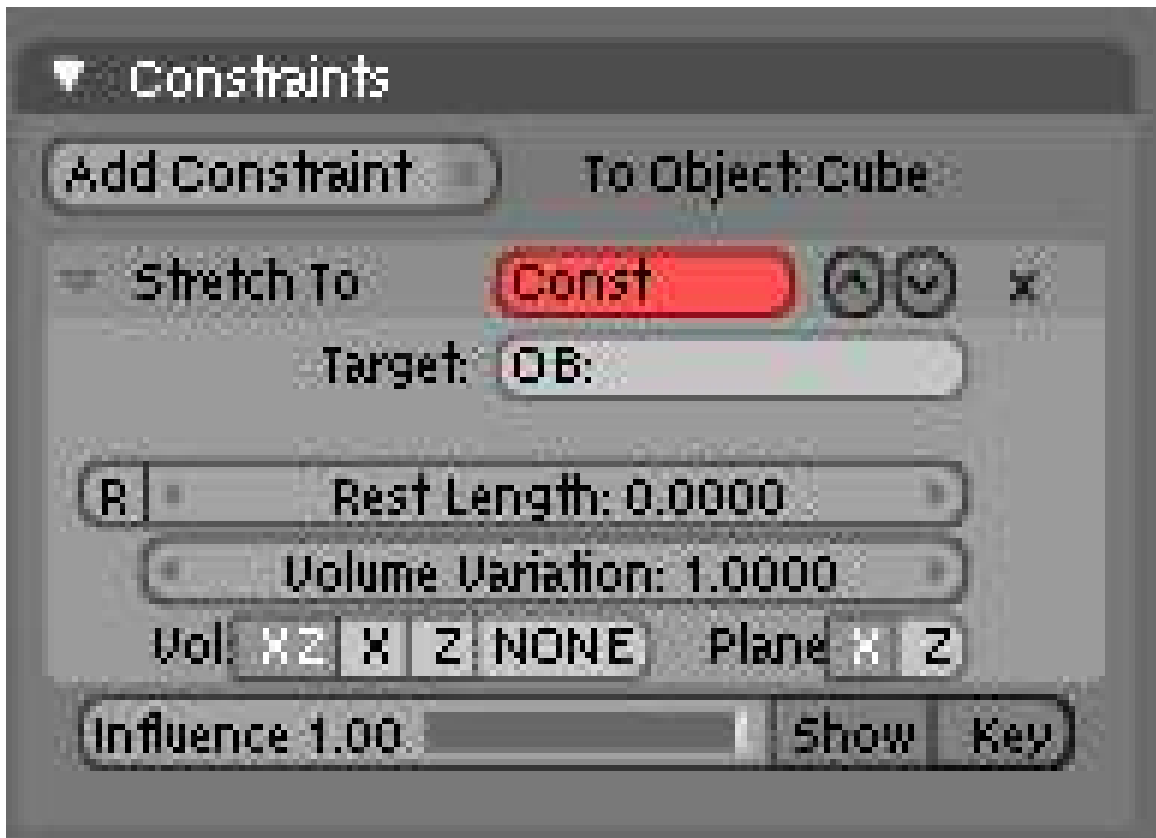 Constraints
Add Constraint To Object: Cube
Stretch To Const x
Target: OB:
R Rest Length: 0.0000
Volume Variation: 1.0000
Vol: XZ X Z NONE Plane X Z
Influence 1.00 Show Key